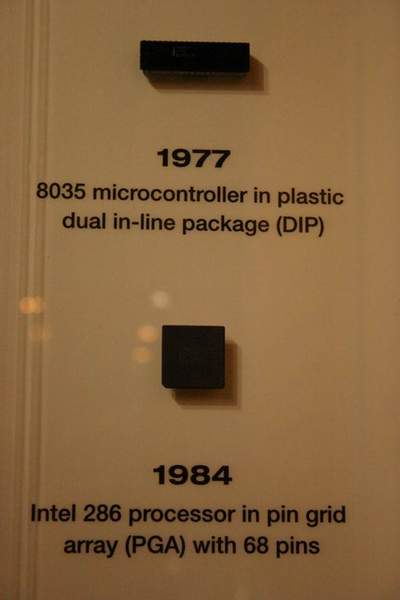 1977
8035 microcontroller in plastic
dual in-line package (DIP)
1984
Intel 286 processor in pin grid
array (PGA) with 68 pins